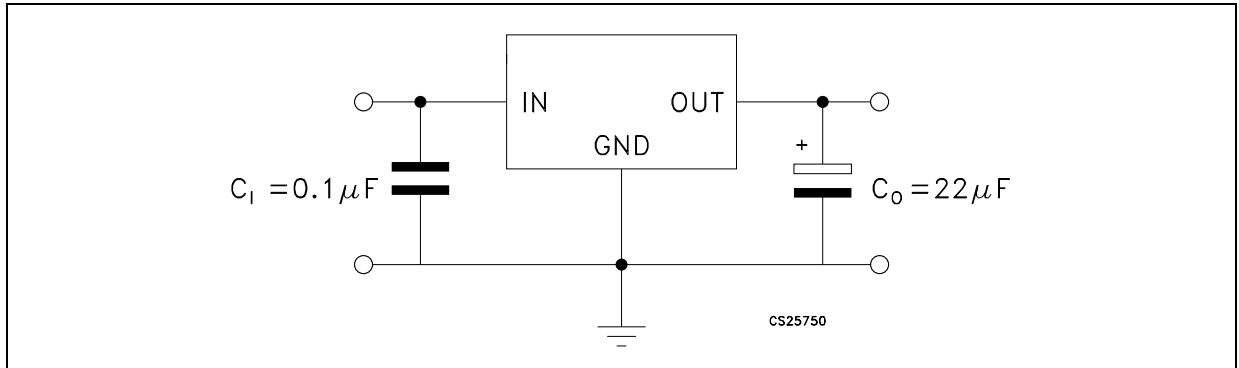 IN
OUT
GND
+
C_I =0.1μF
C_O =22μF
CS25750